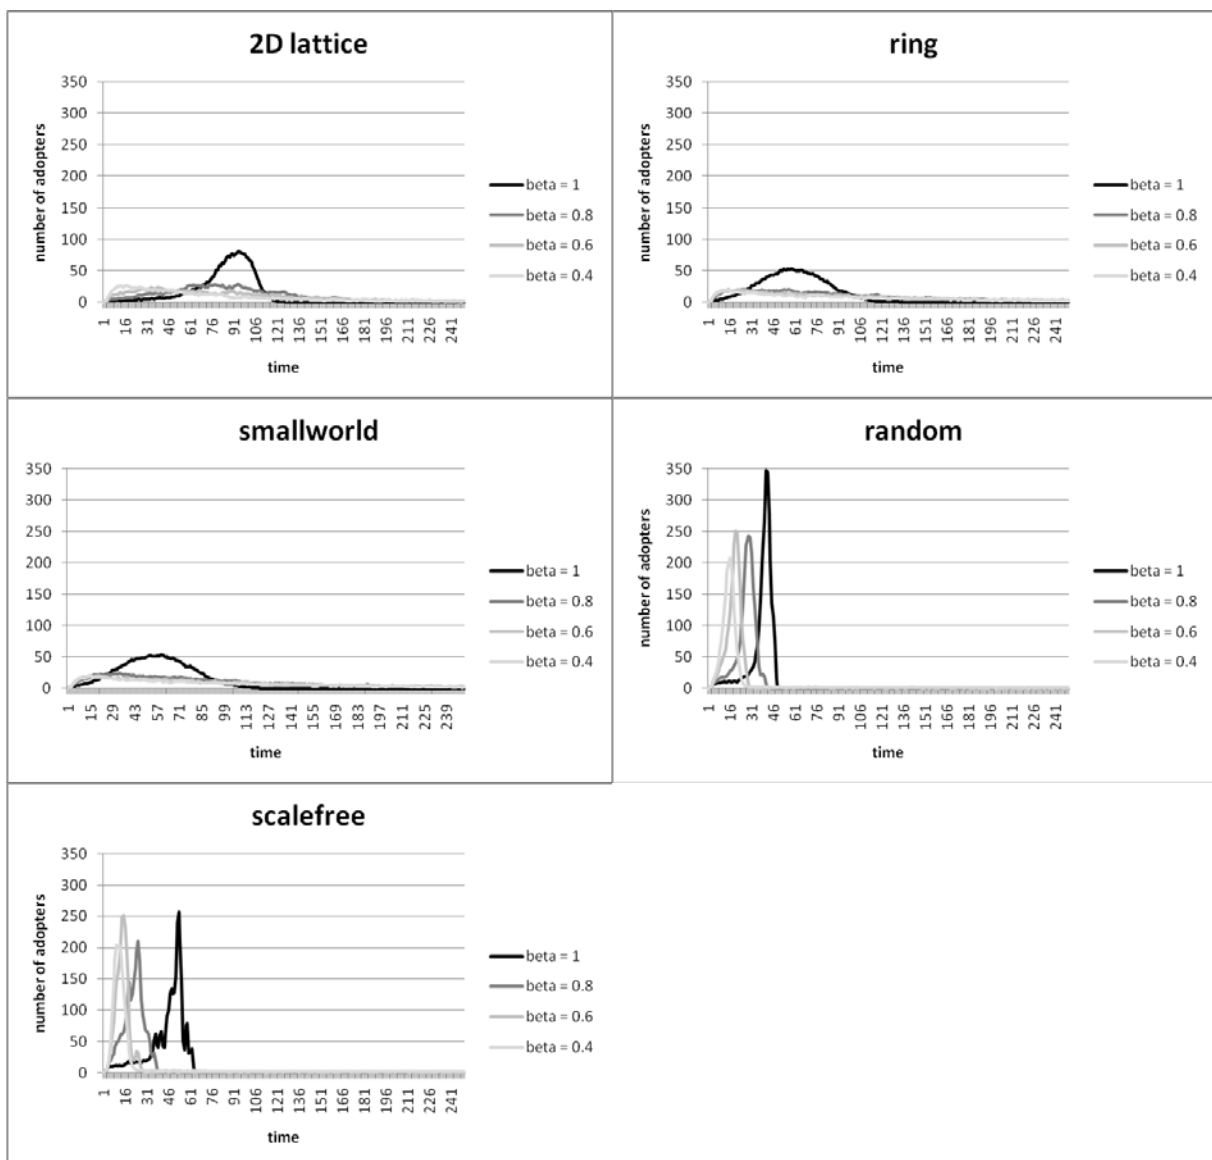 2D lattice
350
300
250
200
150
100
50
0
number of adopters
1 16 31 46 61 76 91 106 121 136 151 166 181 196 211 226 241
time
beta = 1
beta = 0.8
beta = 0.6
beta = 0.4
ring
350
300
250
200
150
100
50
0
number of adopters
1 16 31 46 61 76 91 106 121 136 151 166 181 196 211 226 241
time
beta = 1
beta = 0.8
beta = 0.6
beta = 0.4
smallworld
350
300
250
200
150
100
50
0
1 15 29 43 57 71 85 99 113 127 141 155 169 183 197 211 225 239
time
beta = 1
beta = 0.8
beta = 0.6
beta = 0.4
random
350
300
250
200
150
100
50
0
number of adopters
1 16 31 46 61 76 91 106 121 136 151 166 181 196 211 226 241
time
beta = 1
beta = 0.8
beta = 0.6
beta = 0.4
scalefree
350
300
250
200
150
100
50
0
number of adopters
1 16 31 46 61 76 91 106 121 136 151 166 181 196 211 226 241
time
beta = 1
beta = 0.8
beta = 0.6
beta = 0.4